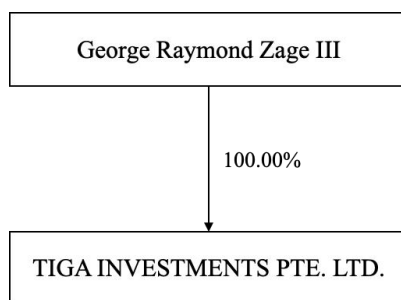 George Raymond Zage III
100.00%
TIGA INVESTMENTS PTE. LTD.